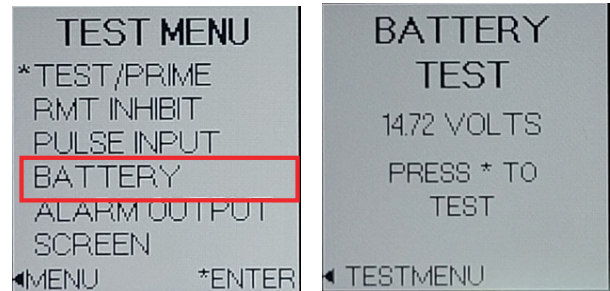 TEST MENU
*TEST/PRIME
RMT INHIBIT
PULSE INPUT
BATTERY
ALARM OUTPUT
SCREEN
◂MENU *ENTER
BATTERY
TEST
14.72 VOLTS
PRESS * TO
TEST
◂ TESTMENU